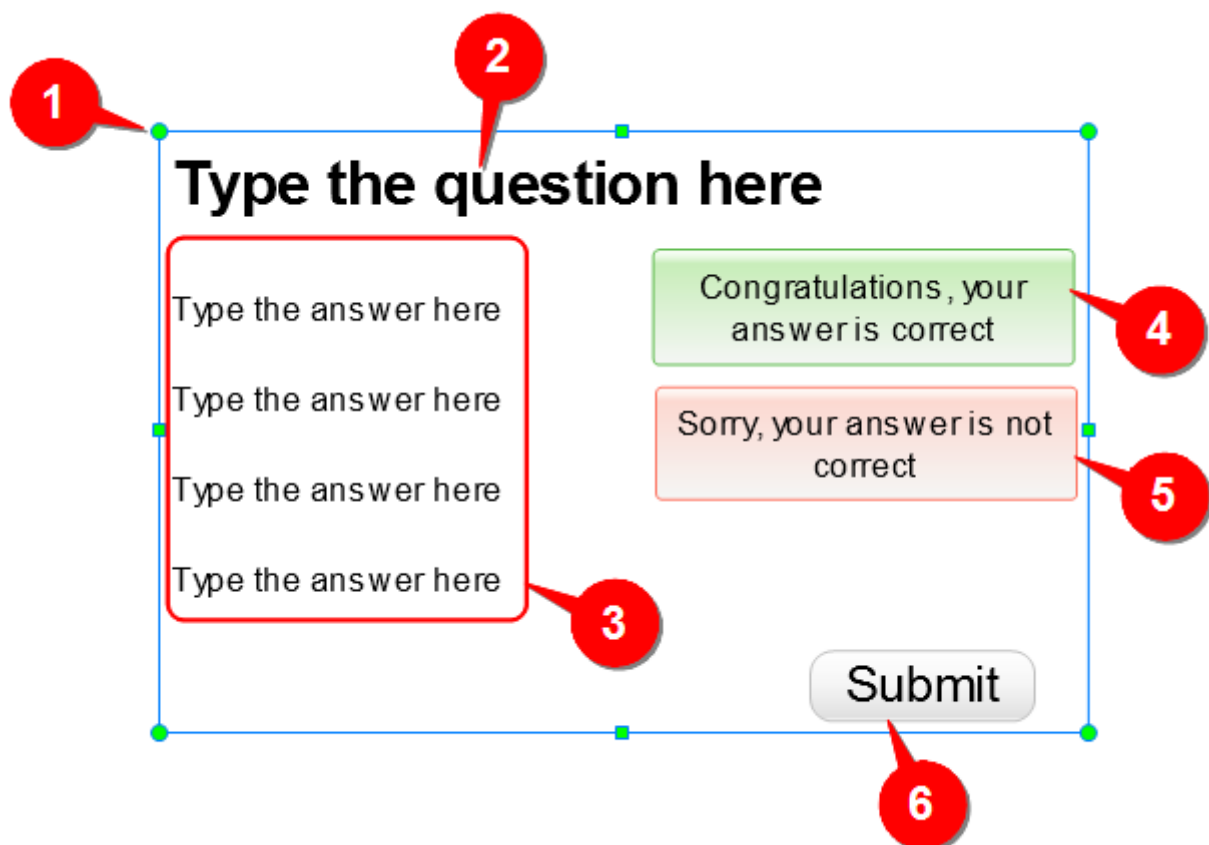 2
1
Type the question here
Type the answer here
Type the answer here
Type the answer here
Type the answer here
3
Congratulations, your
answer is correct
4
Sorry, your answer is not
correct
5
Submit
6